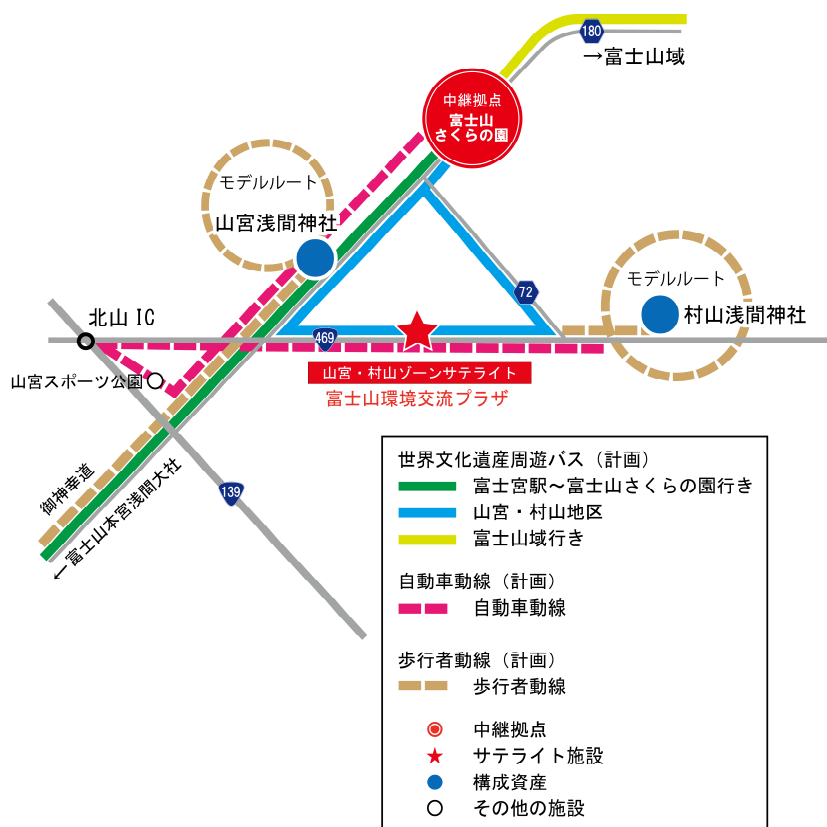 180
→富士山域
中継拠点
富士山
さくらの園
モデルルート
山宮浅間神社
モデルルート
村山浅間神社
72
北山 IC
469
山宮スポーツ公園
山宮・村山ゾーンサテライト
富士山環境交流プラザ
御神幸道
←富士山本宮浅間大社
139
世界文化遺産周遊バス（計画）
富士宮駅〜富士山さくらの園行き
山宮・村山地区
富士山域行き
自動車動線（計画）
自動車動線
歩行者動線（計画）
歩行者動線
中継拠点
サテライト施設
構成資産
その他の施設